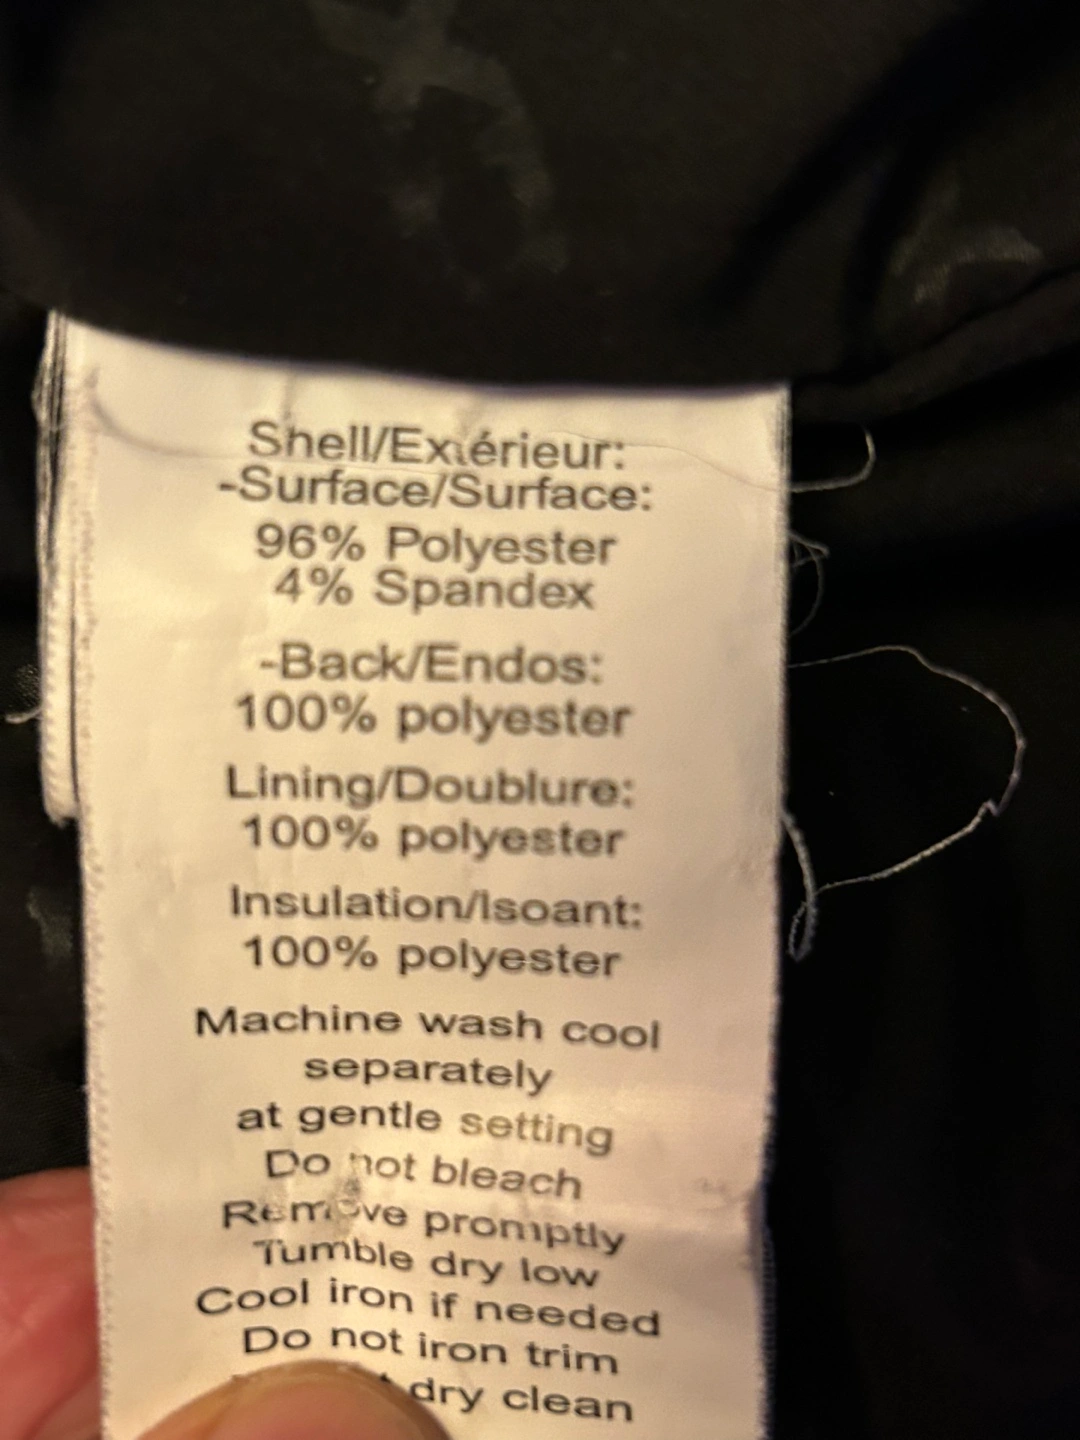 Shell/Extérieur:
-Surface/Surface:
96% Polyester
4% Spandex
-Back/Endos:
100% polyester
Lining/Doublure:
100% polyester
Insulation/Isoant:
100% polyester
Machine wash cool
separately
at gentle setting
Do not bleach
Remove promptly
Tumble dry low
Cool iron if needed
Do not iron trim
dry clean